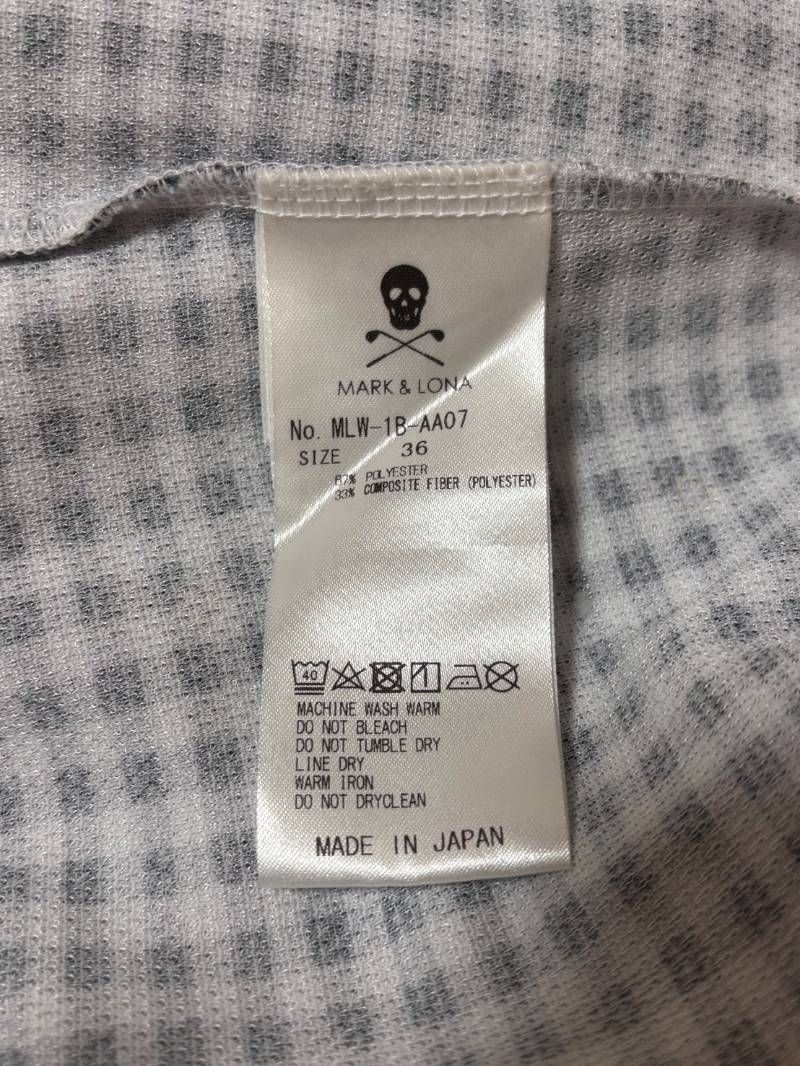 MARK & LONA
No. MLW-1B-AA07
SIZE 36
67% POLYESTER
33% COMPOSITE FIBER (POLYESTER)
40
MACHINE WASH WARM
DO NOT BLEACH
DO NOT TUMBLE DRY
LINE DRY
WARM IRON
DO NOT DRYCLEAN
MADE IN JAPAN